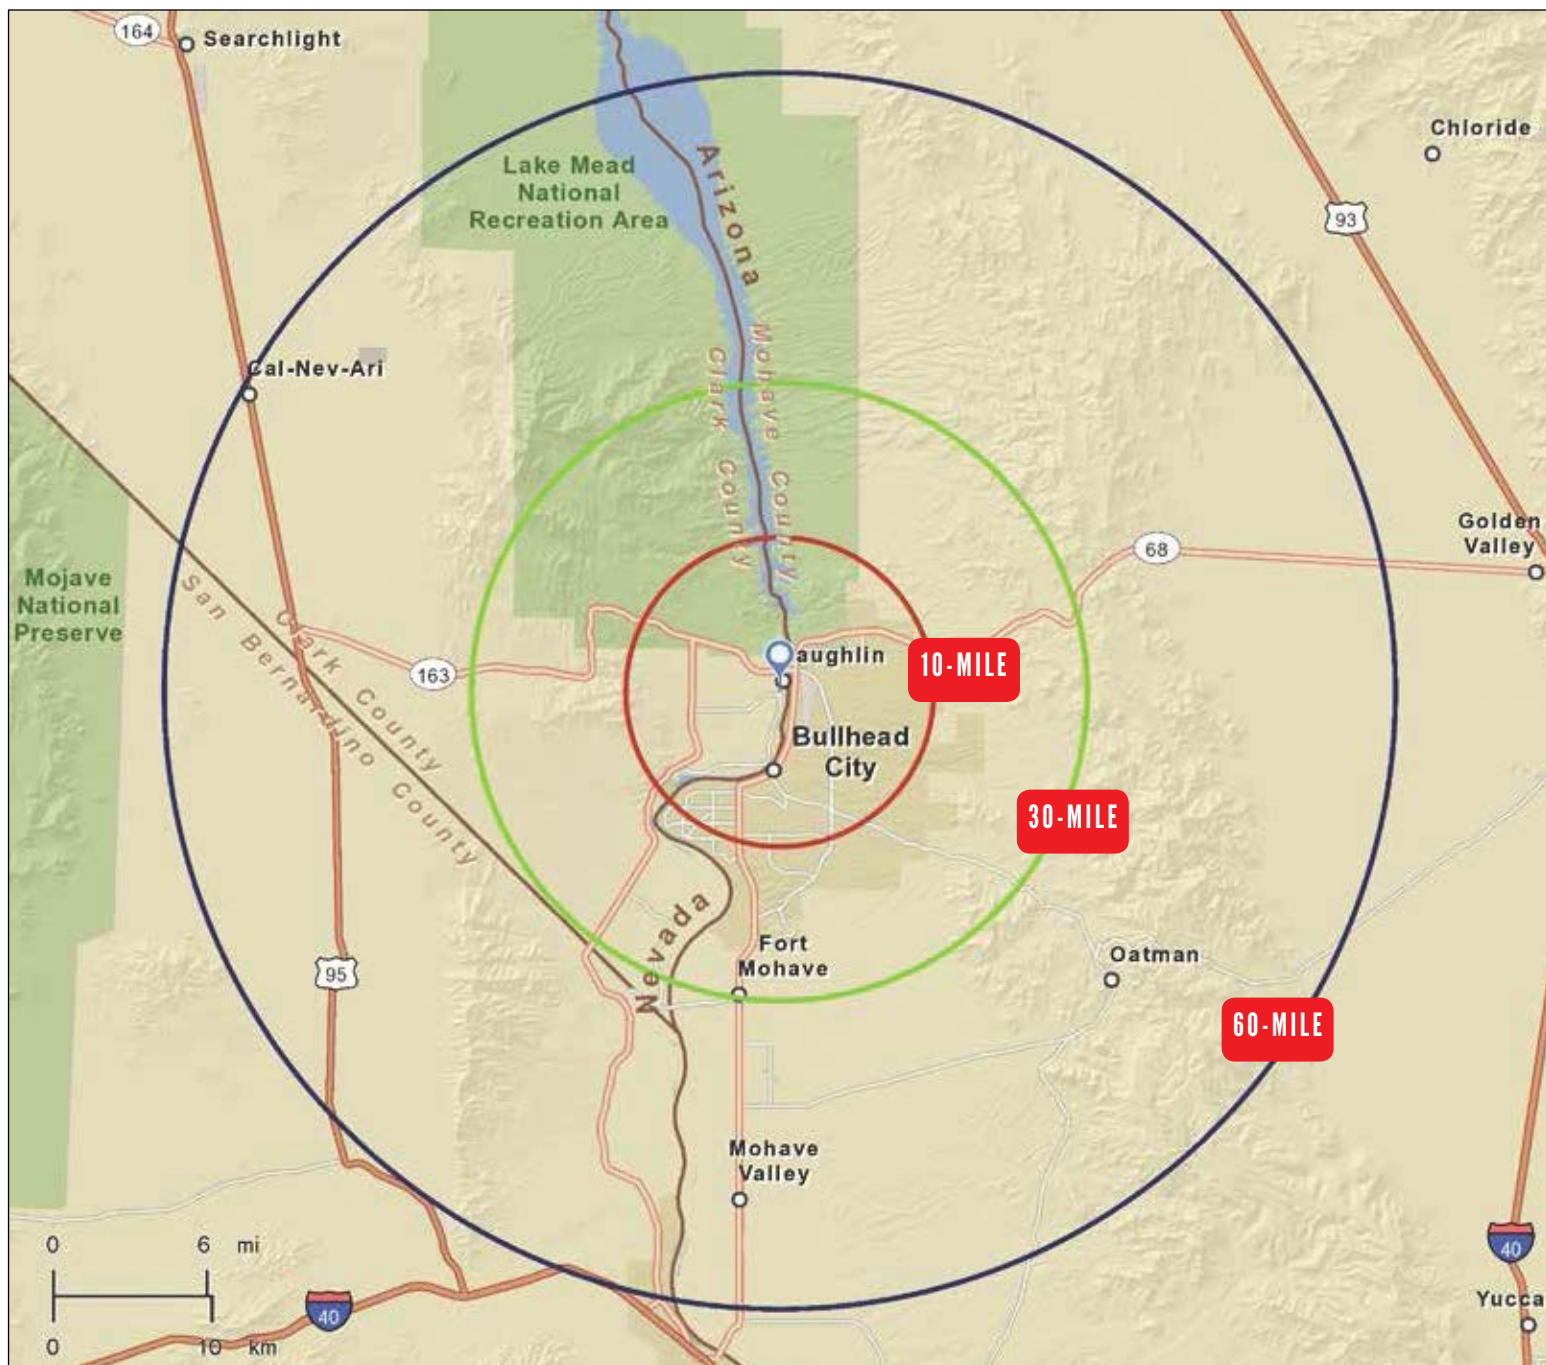 164
Searchlight
Chloride
Lake Mead
National
Recreation Area
Arizona
93
Mohave County
Clark County
Cal-Nev-Ari
Golden
Valley
68
Mojave
National
Preserve
San Bernardino County
Clark County
163
aughlin
10-MILE
Bullhead
City
30-MILE
Nevada
Fort
Mohave
Oatman
95
60-MILE
Mohave
Valley
0 6 mi
0 10 km
40
40
Yucca